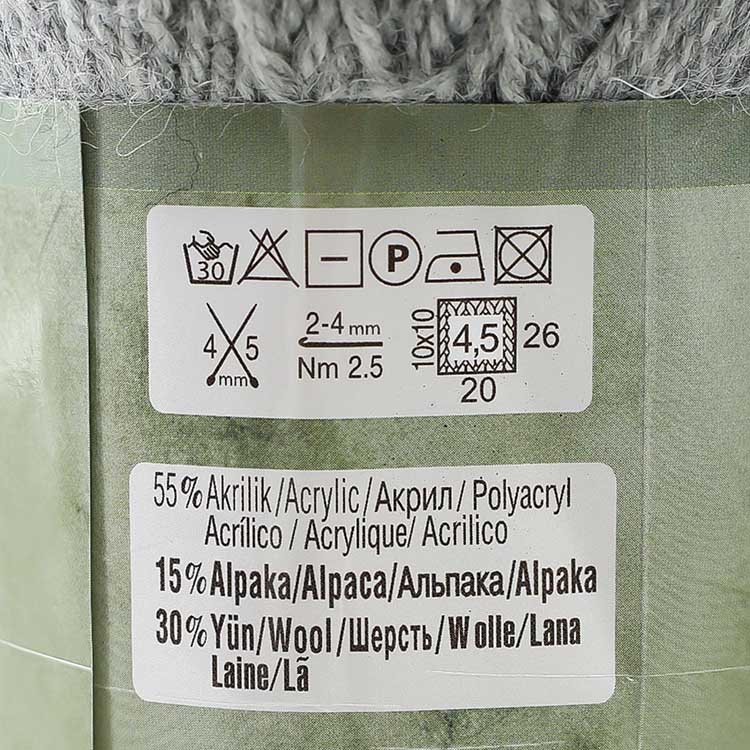 30 P
4 5 mm
2-4 mm
Nm 2.5
10x10 4,5 26
20
55% Akrilik/Acrylic/Акрил/Polyacryl
Acrílico/Acrylique/Acrilico
15% Alpaka/Alpaca/Альпака/Alpaka
30% Yün/Wool/Шерсть/Wolle/Lana
Laine/Lã